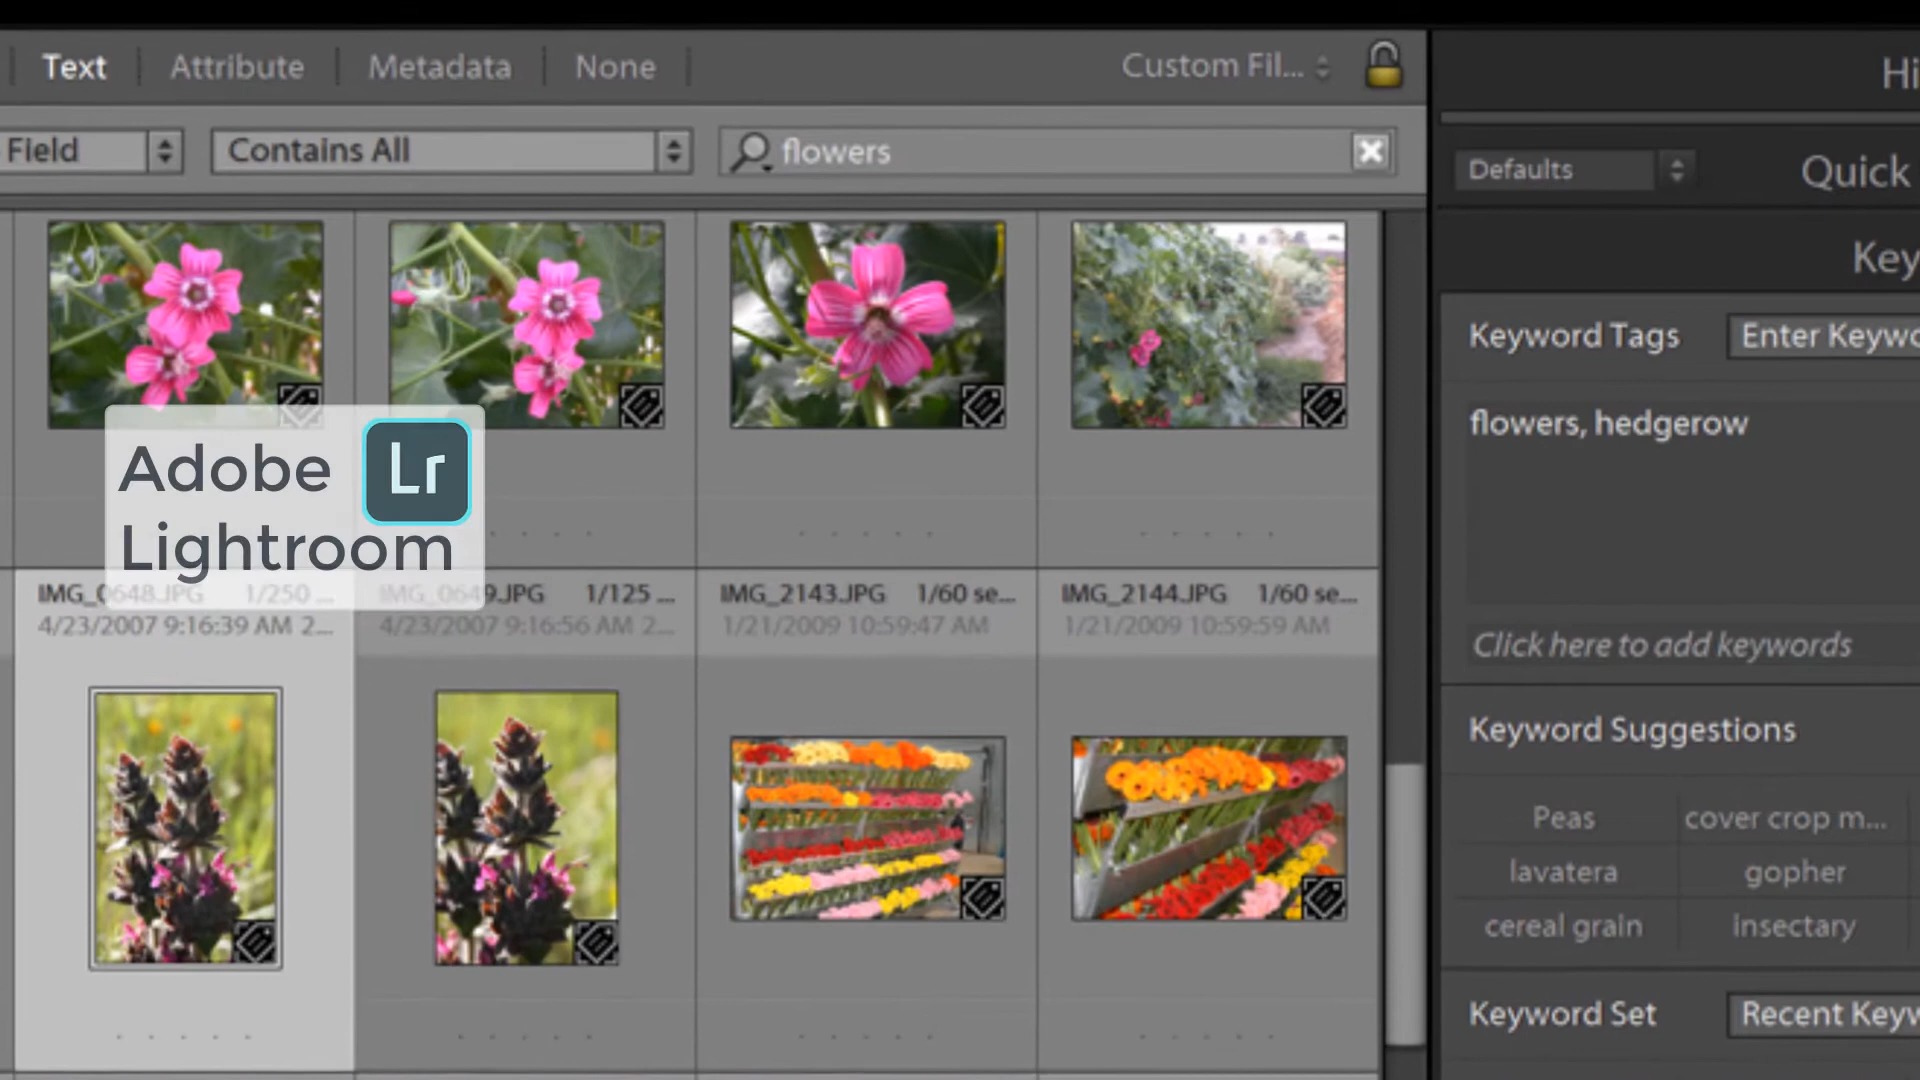 Text Attribute Metadata None Custom Fil... Hi
Field Contains All flowers Defaults Quick
Key
Keyword Tags Enter Keywo
flowers, hedgerow
Adobe Lr
Lightroom
IMG_0648.JPG 1/250 ... IMG_0649.JPG 1/125 ... IMG_2143.JPG 1/60 se... IMG_2144.JPG 1/60 se...
4/23/2007 9:16:39 AM 2... 4/23/2007 9:16:56 AM 2... 1/21/2009 10:59:47 AM 1/21/2009 10:59:59 AM
Click here to add keywords
Keyword Suggestions
Peas cover crop m...
lavatera gopher
cereal grain insectary
Keyword Set Recent Keyw